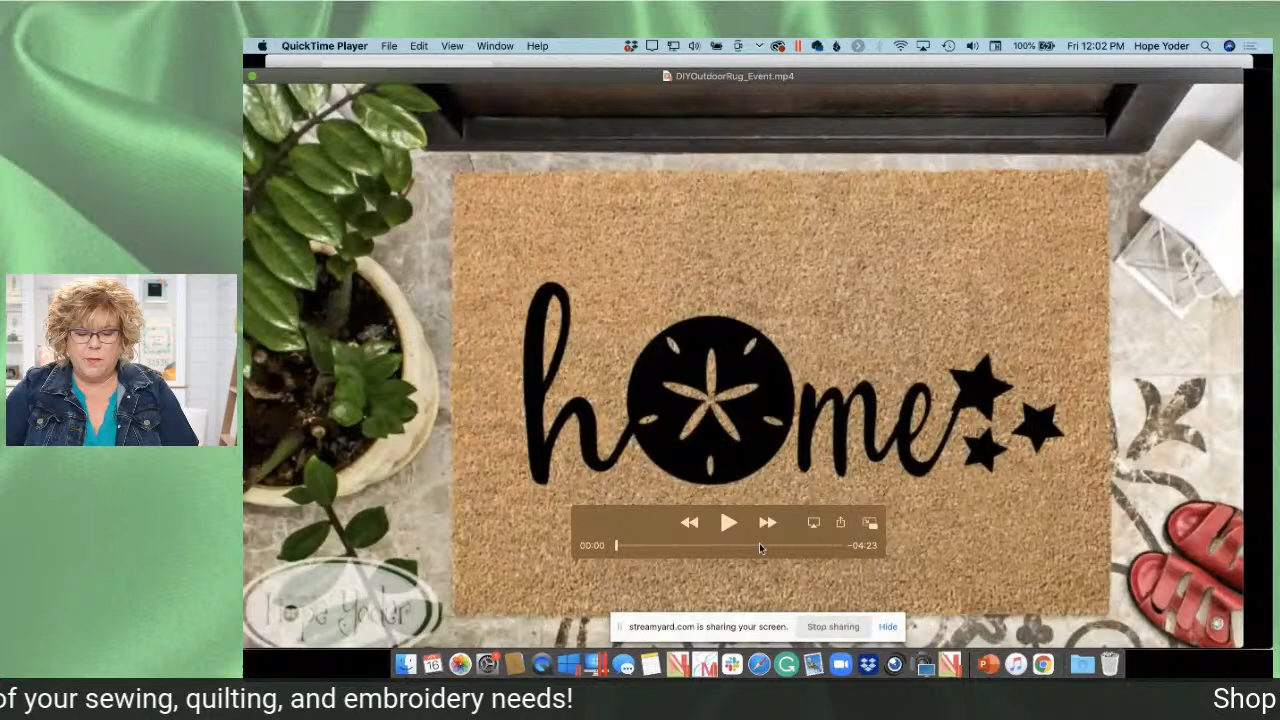 QuickTime Player File Edit View Window Help 100% Fri 12:02 PM Hope Yoder
DIYOutdoorRug_Event.mp4
home
00:00 -04:23
Hope Yoder
streamyard.com is sharing your screen. Stop sharing Hide
of your sewing, quilting, and embroidery needs! Shop